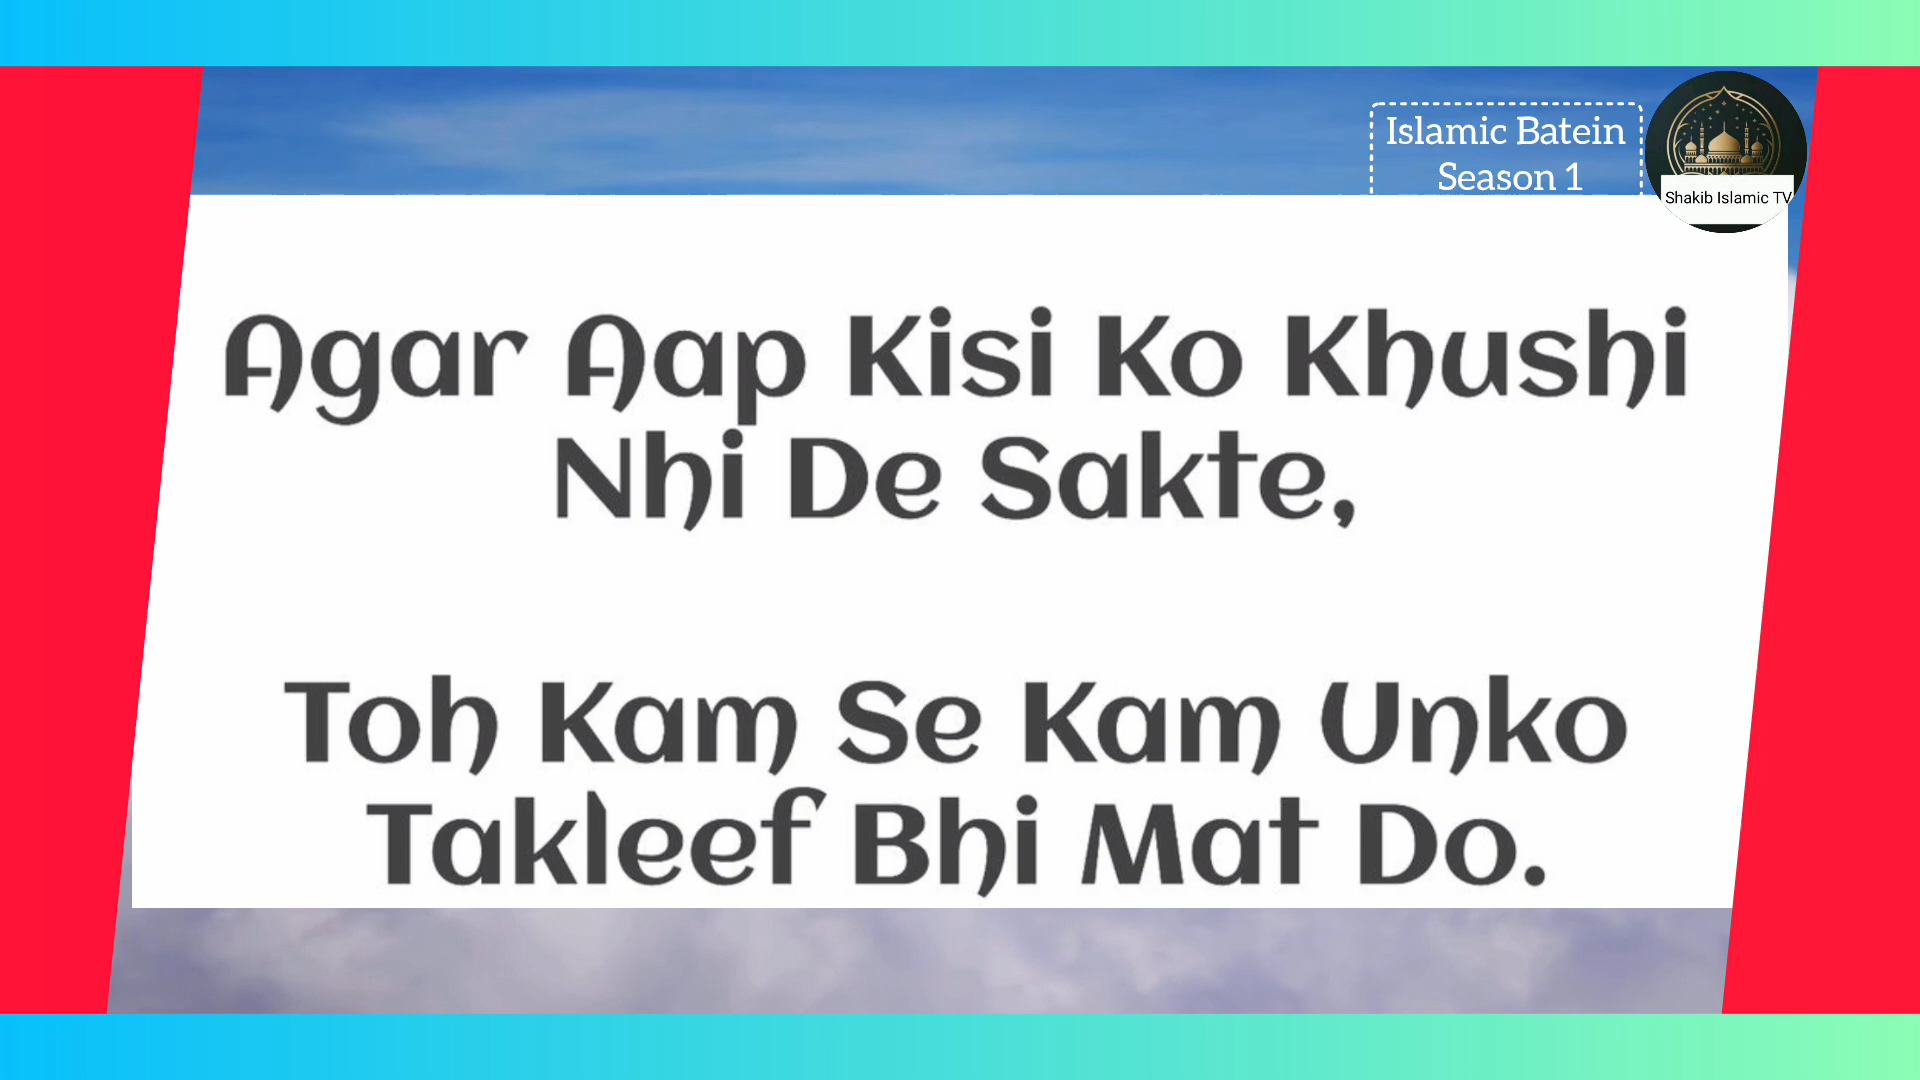 Islamic Batein
Season 1
Shakib Islamic TV
Agar Aap Kisi Ko Khushi
Nhi De Sakte,
Toh Kam Se Kam Unko
Takleef Bhi Mat Do.